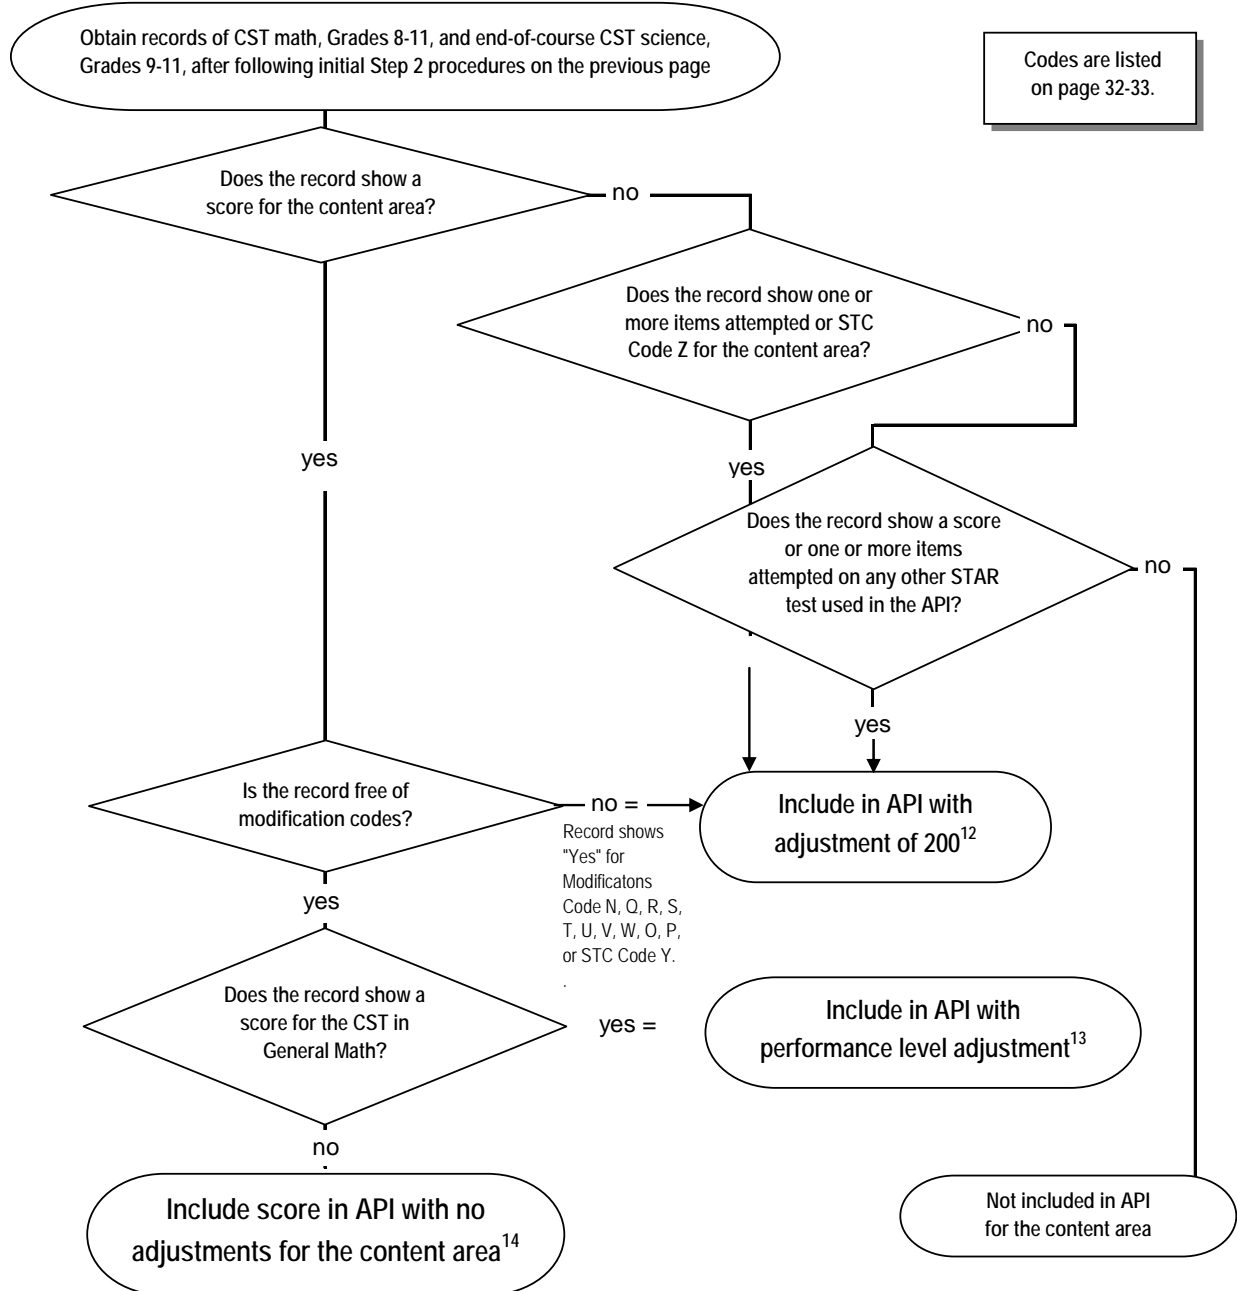 Obtain records of CST math, Grades 8-11, and end-of-course CST science,
Grades 9-11, after following initial Step 2 procedures on the previous page
Codes are listed
on page 32-33.
Does the record show a
score for the content area?
no
Does the record show one or
more items attempted or STC
Code Z for the content area?
no
yes
yes
Does the record show a score
or one or more items
attempted on any other STAR
test used in the API?
no
yes
Is the record free of
modification codes?
no =
Record shows
"Yes" for
Modificatons
Code N, Q, R, S,
T, U, V, W, O, P,
or STC Code Y.
.
Include in API with
adjustment of 200¹²
yes
Does the record show a
score for the CST in
General Math?
yes =
Include in API with
performance level adjustment¹³
no
Include score in API with no
adjustments for the content area¹⁴
Not included in API
for the content area